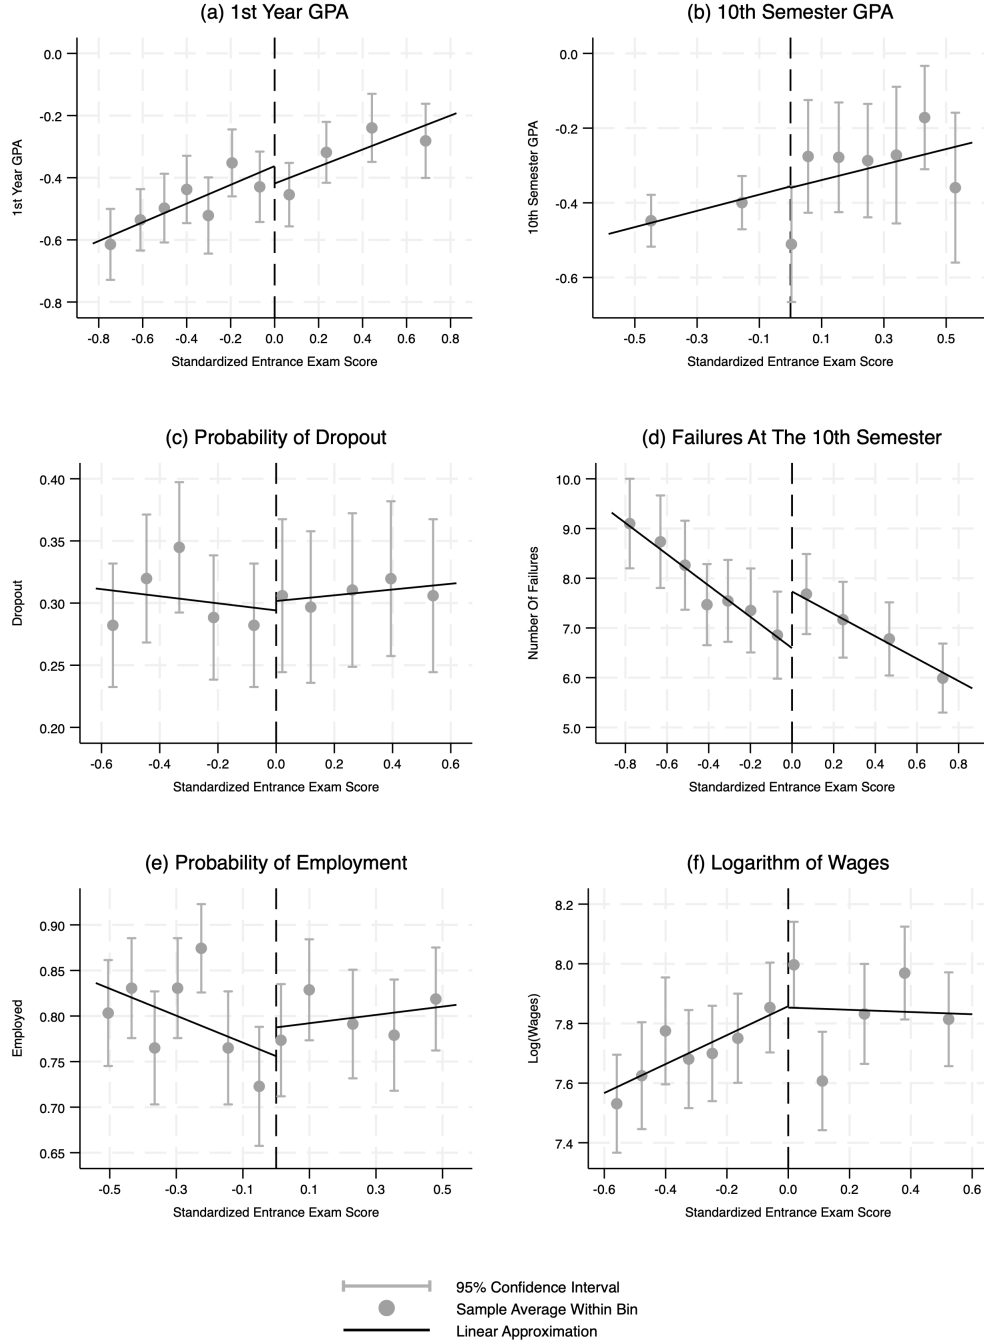 (a) 1st Year GPA
1st Year GPA
0.0
-0.2
-0.4
-0.6
-0.8
-0.8 -0.6 -0.4 -0.2 0.0 0.2 0.4 0.6 0.8
Standardized Entrance Exam Score
(b) 10th Semester GPA
10th Semester GPA
0.0
-0.2
-0.4
-0.6
-0.5 -0.3 -0.1 0.1 0.3 0.5
Standardized Entrance Exam Score
(c) Probability of Dropout
Dropout
0.40
0.35
0.30
0.25
0.20
-0.6 -0.4 -0.2 0.0 0.2 0.4 0.6
Standardized Entrance Exam Score
(d) Failures At The 10th Semester
Number Of Failures
10.0
9.0
8.0
7.0
6.0
5.0
-0.8 -0.6 -0.4 -0.2 0.0 0.2 0.4 0.6 0.8
Standardized Entrance Exam Score
(e) Probability of Employment
Employed
0.90
0.85
0.80
0.75
0.70
0.65
-0.5 -0.3 -0.1 0.1 0.3 0.5
Standardized Entrance Exam Score
(f) Logarithm of Wages
Log(Wages)
8.2
8.0
7.8
7.6
7.4
-0.6 -0.4 -0.2 0.0 0.2 0.4 0.6
Standardized Entrance Exam Score
95% Confidence Interval
Sample Average Within Bin
Linear Approximation